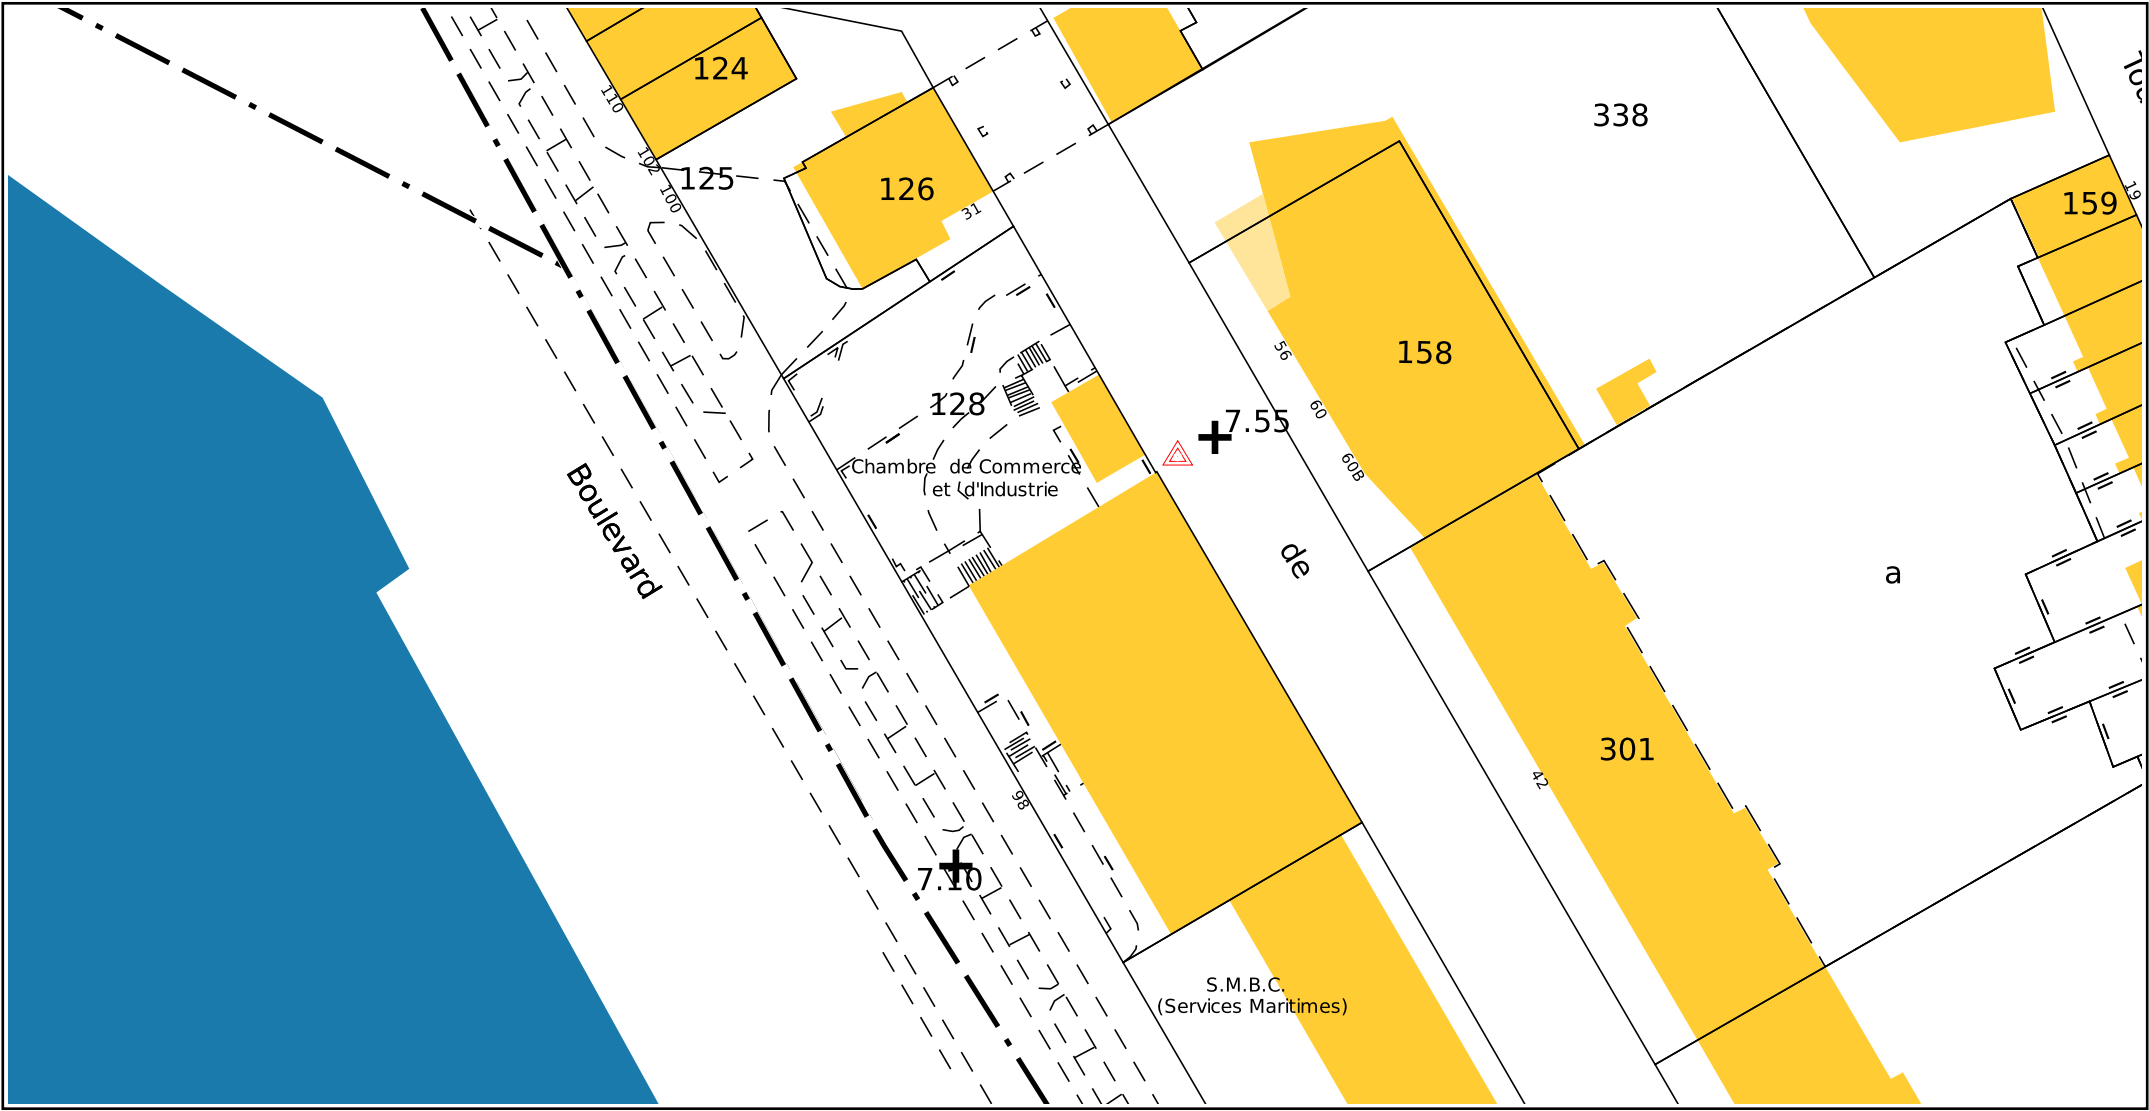 124
110
338
102
125
100
126
31
159
19
56
158
128
60
7.55
Chambre de Commerce
et d'Industrie
60B
Boulevard
de
a
301
42
98
7.10
S.M.B.C.
(Services Maritimes)